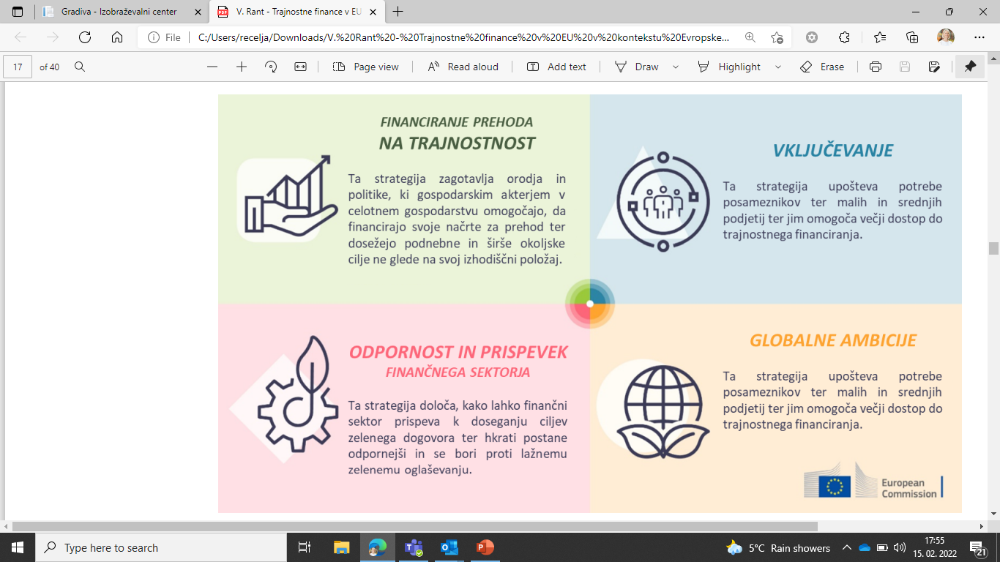 Gradiva - Izobraževalni center
V. Rant - Trajnostne finance v EU
File
C:/Users/recelja/Downloads/V.%20Rant%20-%20Trajnostne%20finance%20v%20EU%20v%20kontekstu%20Evropske...
17
of 40
Page view
Read aloud
Add text
Draw
Highlight
Erase
FINANCIRANJE PREHODA
NA TRAJNOSTNOST
Ta strategija zagotavlja orodja in
politike, ki gospodarskim akterjem v
celotnem gospodarstvu omogočajo, da
financirajo svoje načrte za prehod ter
dosežejo podnebne in širše okoljske
cilje ne glede na svoj izhodiščni položaj.
VKLJUČEVANJE
Ta strategija upošteva potrebe
posameznikov ter malih in srednjih
podjetij ter jim omogoča večji dostop do
trajnostnega financiranja.
ODPORNOST IN PRISPEVEK
FINANČNEGA SEKTORJA
Ta strategija določa, kako lahko finančni
sektor prispeva k doseganju ciljev
zelenega dogovora ter hkrati postane
odpornejši in se bori proti lažnemu
zelenemu oglaševanju.
GLOBALNE AMBICIJE
Ta strategija upošteva potrebe
posameznikov ter malih in srednjih
podjetij ter jim omogoča večji dostop do
trajnostnega financiranja.
European
Commission
Type here to search
5°C Rain showers
17:55
15. 02. 2022
21